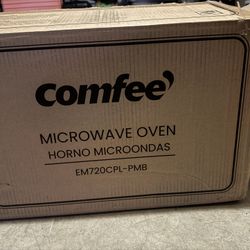 comfee
MICROWAVE OVEN
HORNO MICROONDAS
EM720CPL-PMB